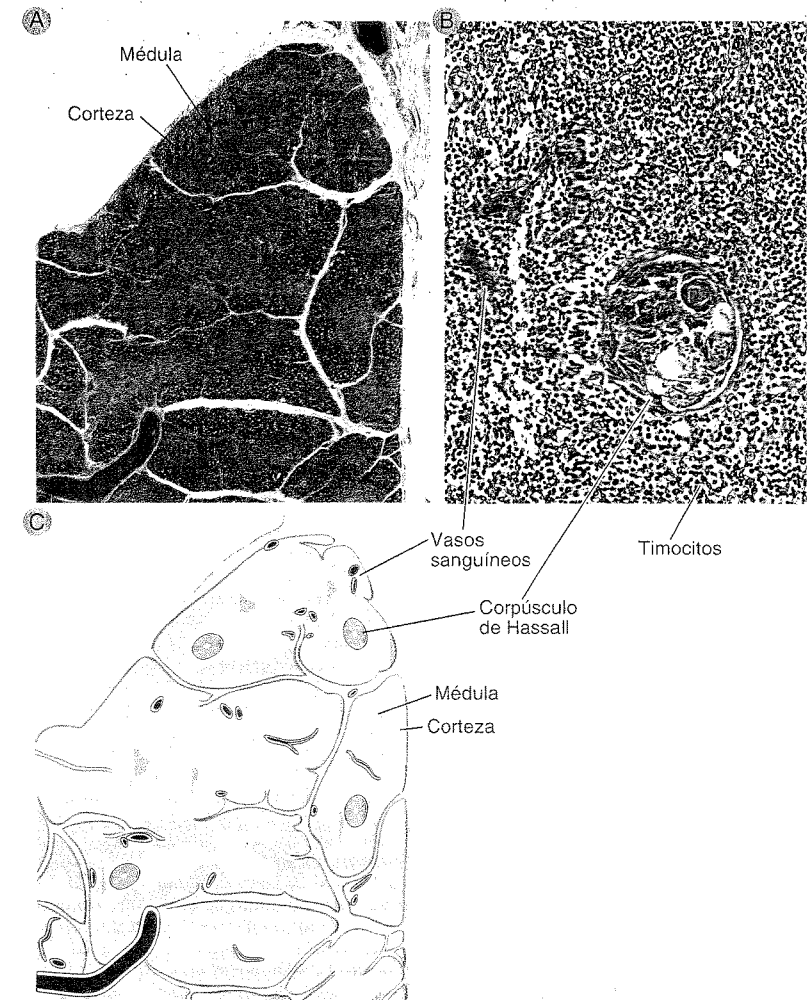 A
Médula
Corteza
B
C
Vasos
sanguíneos
Timocitos
Corpúsculo
de Hassall
Médula
Corteza